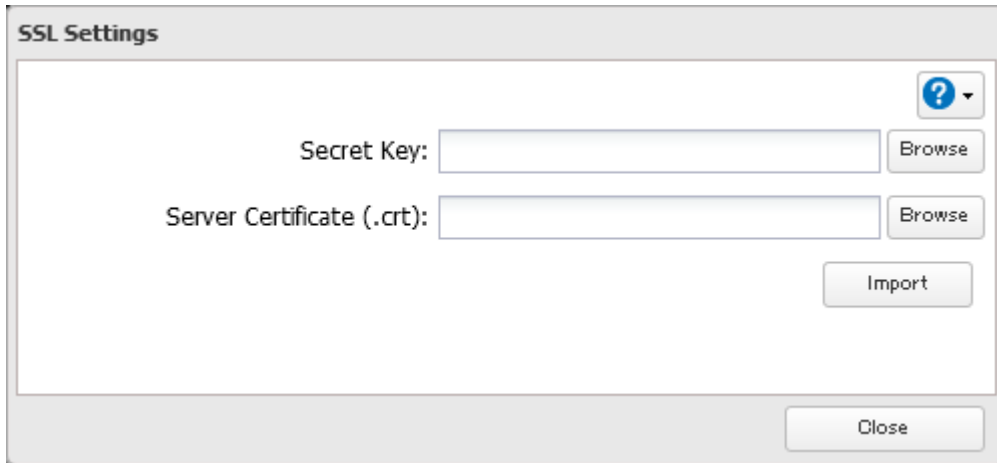 SSL Settings
?
Secret Key:
Browse
Server Certificate (.crt):
Browse
Import
Close